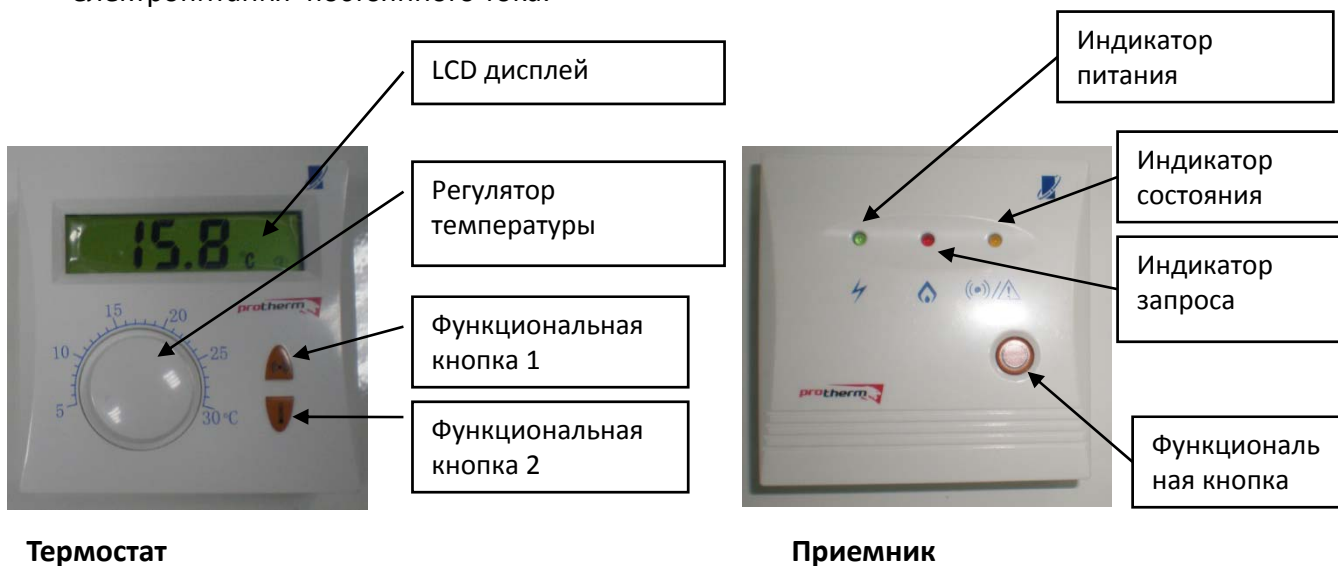 электропитания постоянного тока.
LCD дисплей
Индикатор
питания
Регулятор
температуры
Индикатор
состояния
Индикатор
запроса
Функциональная
кнопка 1
Функциональная
кнопка 2
Функциональ
ная кнопка
15.8 °C
protherm
5
10
15
20
25
30 °C
protherm
Термостат
Приемник